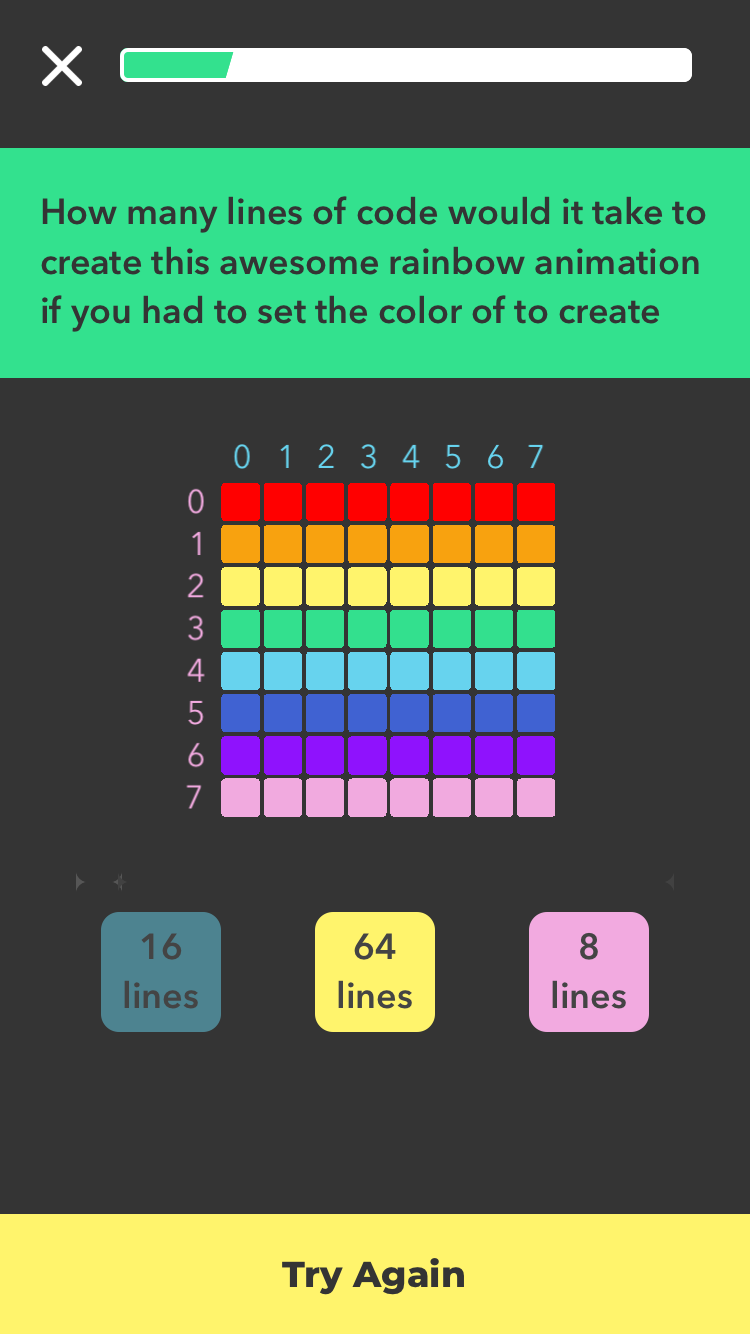 How many lines of code would it take to
create this awesome rainbow animation
if you had to set the color of to create
0 1 2 3 4 5 6 7
0
1
2
3
4
5
6
7
16 64 8
lines lines lines
Try Again